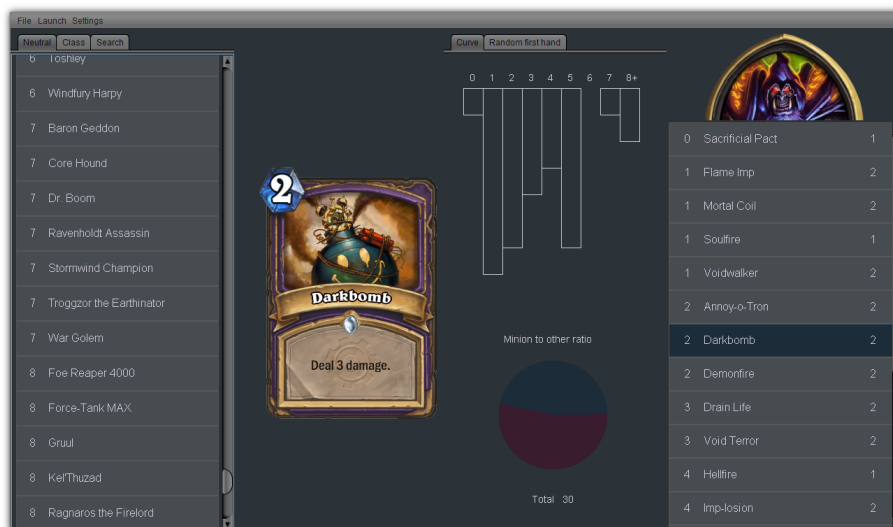 File Launch Settings
Neutral Class Search
6 Toshley
6 Windfury Harpy
7 Baron Geddon
7 Core Hound
7 Dr. Boom
7 Ravenholdt Assassin
7 Stormwind Champion
7 Troggzor the Earthinator
7 War Golem
8 Foe Reaper 4000
8 Force-Tank MAX
8 Gruul
8 Kel'Thuzad
8 Ragnaros the Firelord
2
Darkbomb
Deal 3 damage.
Curve Random first hand
0 1 2 3 4 5 6 7 8+
Minion to other ratio
Total 30
0 Sacrificial Pact 1
1 Flame Imp 2
1 Mortal Coil 2
1 Soulfire 1
1 Voidwalker 2
2 Annoy-o-Tron 2
2 Darkbomb 2
2 Demonfire 2
3 Drain Life 2
3 Void Terror 2
4 Hellfire 1
4 Imp-losion 2